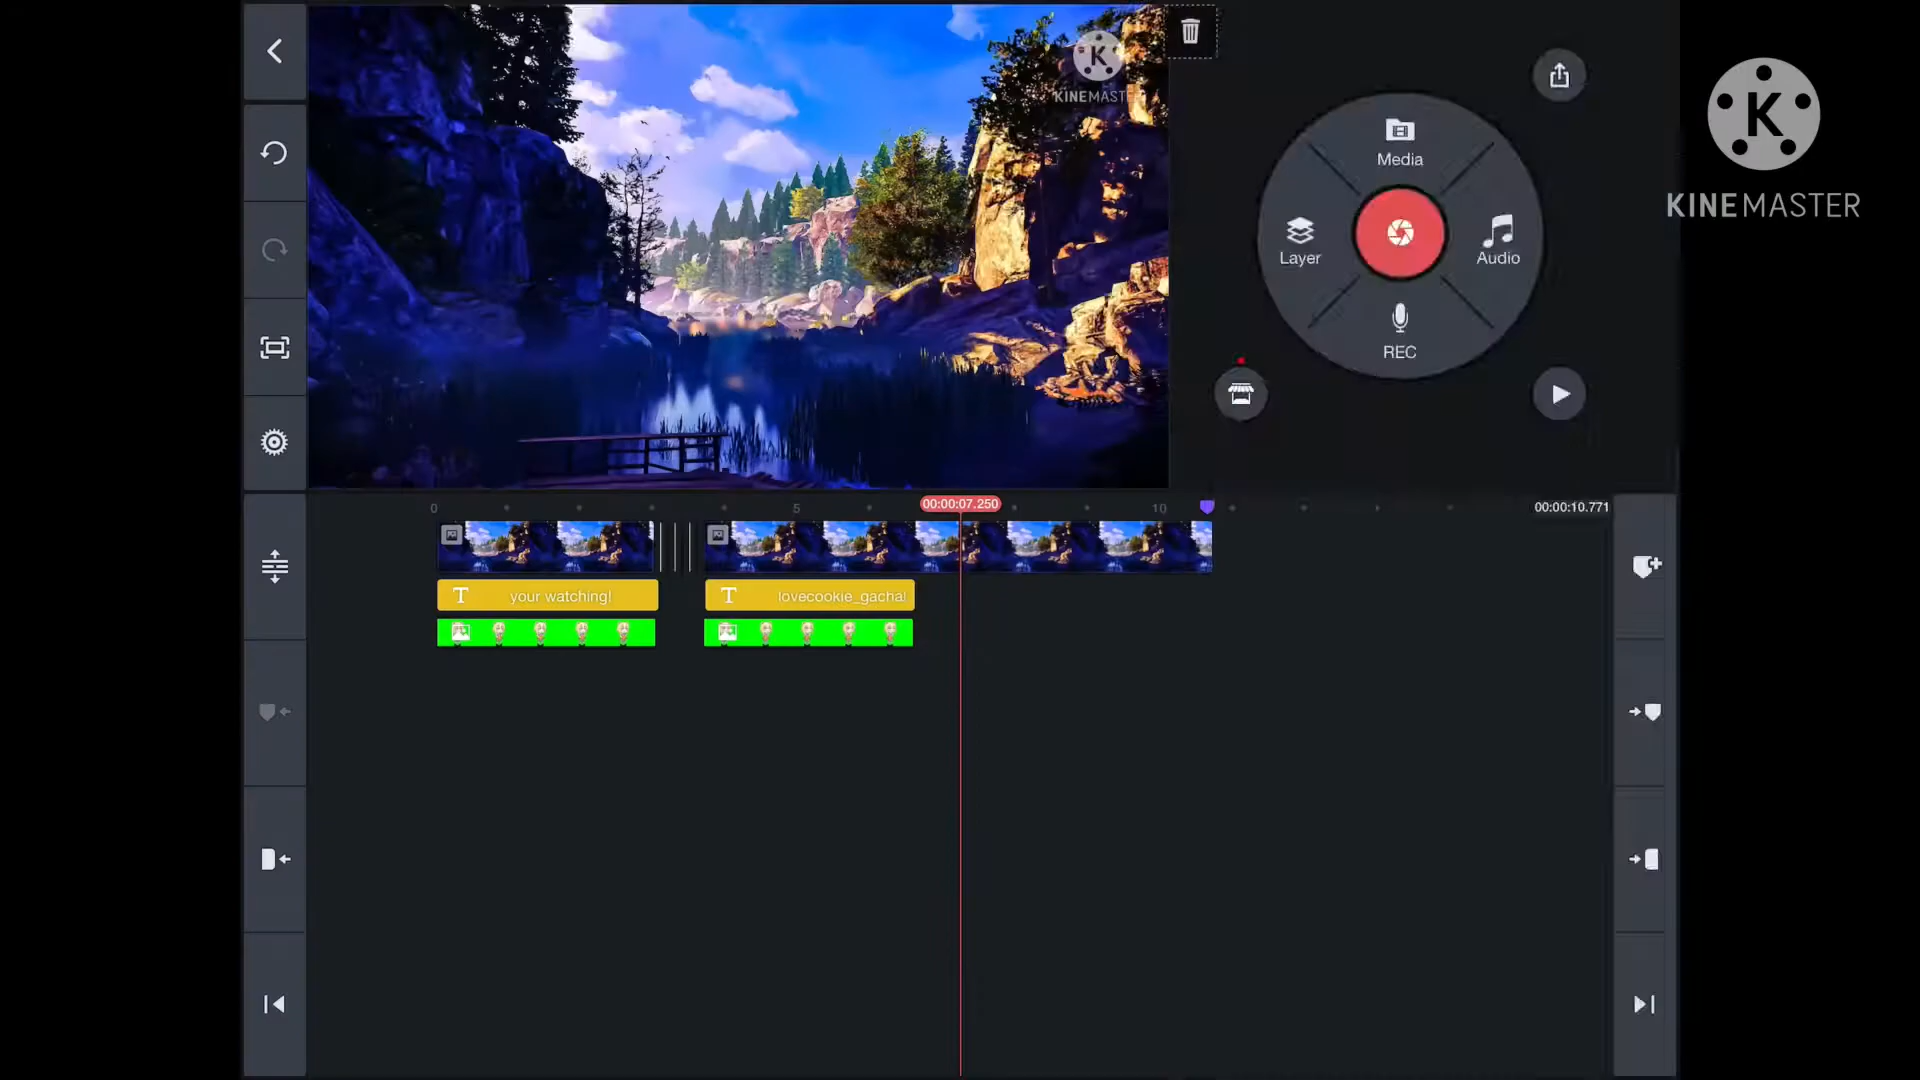 KINEMASTER
Media
Layer
Audio
REC
KINEMASTER
0
5
00:00:07.250
10
00:00:10.771
T your watching!
T lovecookie_gacha!